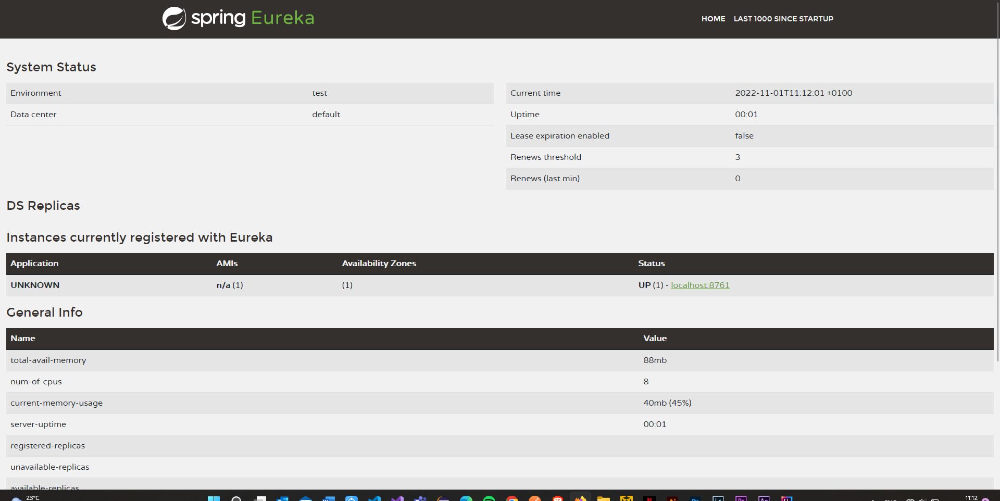 spring Eureka
HOME LAST 1000 SINCE STARTUP
System Status
Environment test
Data center default
Current time 2022-11-01T11:12:01 +0100
Uptime 00:01
Lease expiration enabled false
Renews threshold 3
Renews (last min) 0
DS Replicas
Instances currently registered with Eureka
Application AMIs Availability Zones Status
UNKNOWN n/a (1) (1) UP (1) - localhost:8761
General Info
Name Value
total-avail-memory 88mb
num-of-cpus 8
current-memory-usage 40mb (45%)
server-uptime 00:01
registered-replicas
unavailable-replicas
available-replicas
23°C
11:12